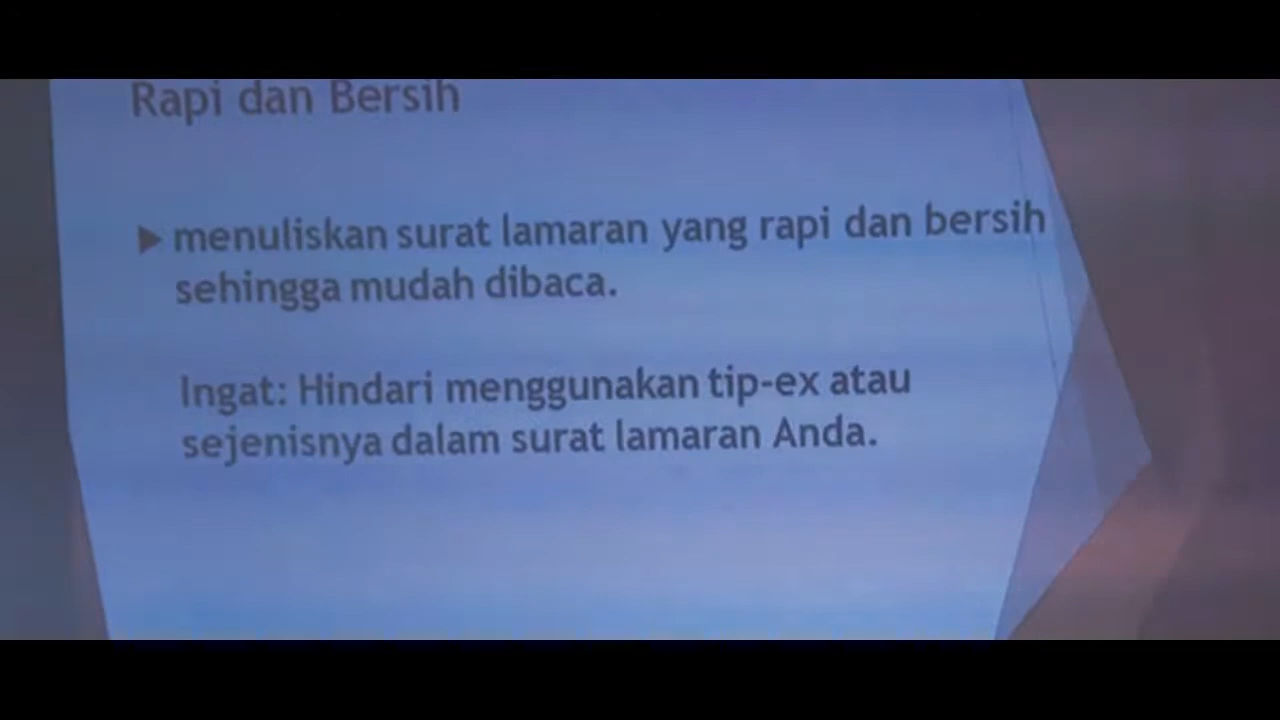 Rapi dan Bersih
menuliskan surat lamaran yang rapi dan bersih
sehingga mudah dibaca.
Ingat: Hindari menggunakan tip-ex atau
sejenisnya dalam surat lamaran Anda.